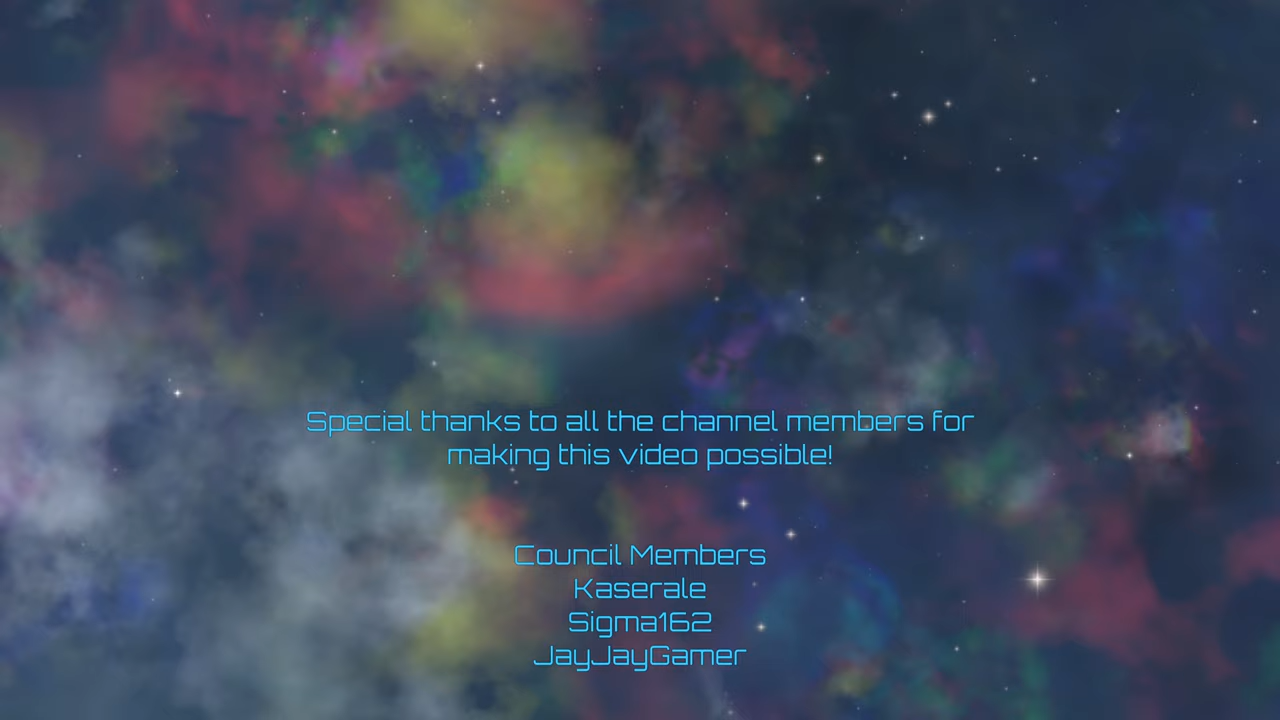 Special thanks to all the channel members for
making this video possible!
Council Members
Kaserale
Sigma162
JayJayGamer